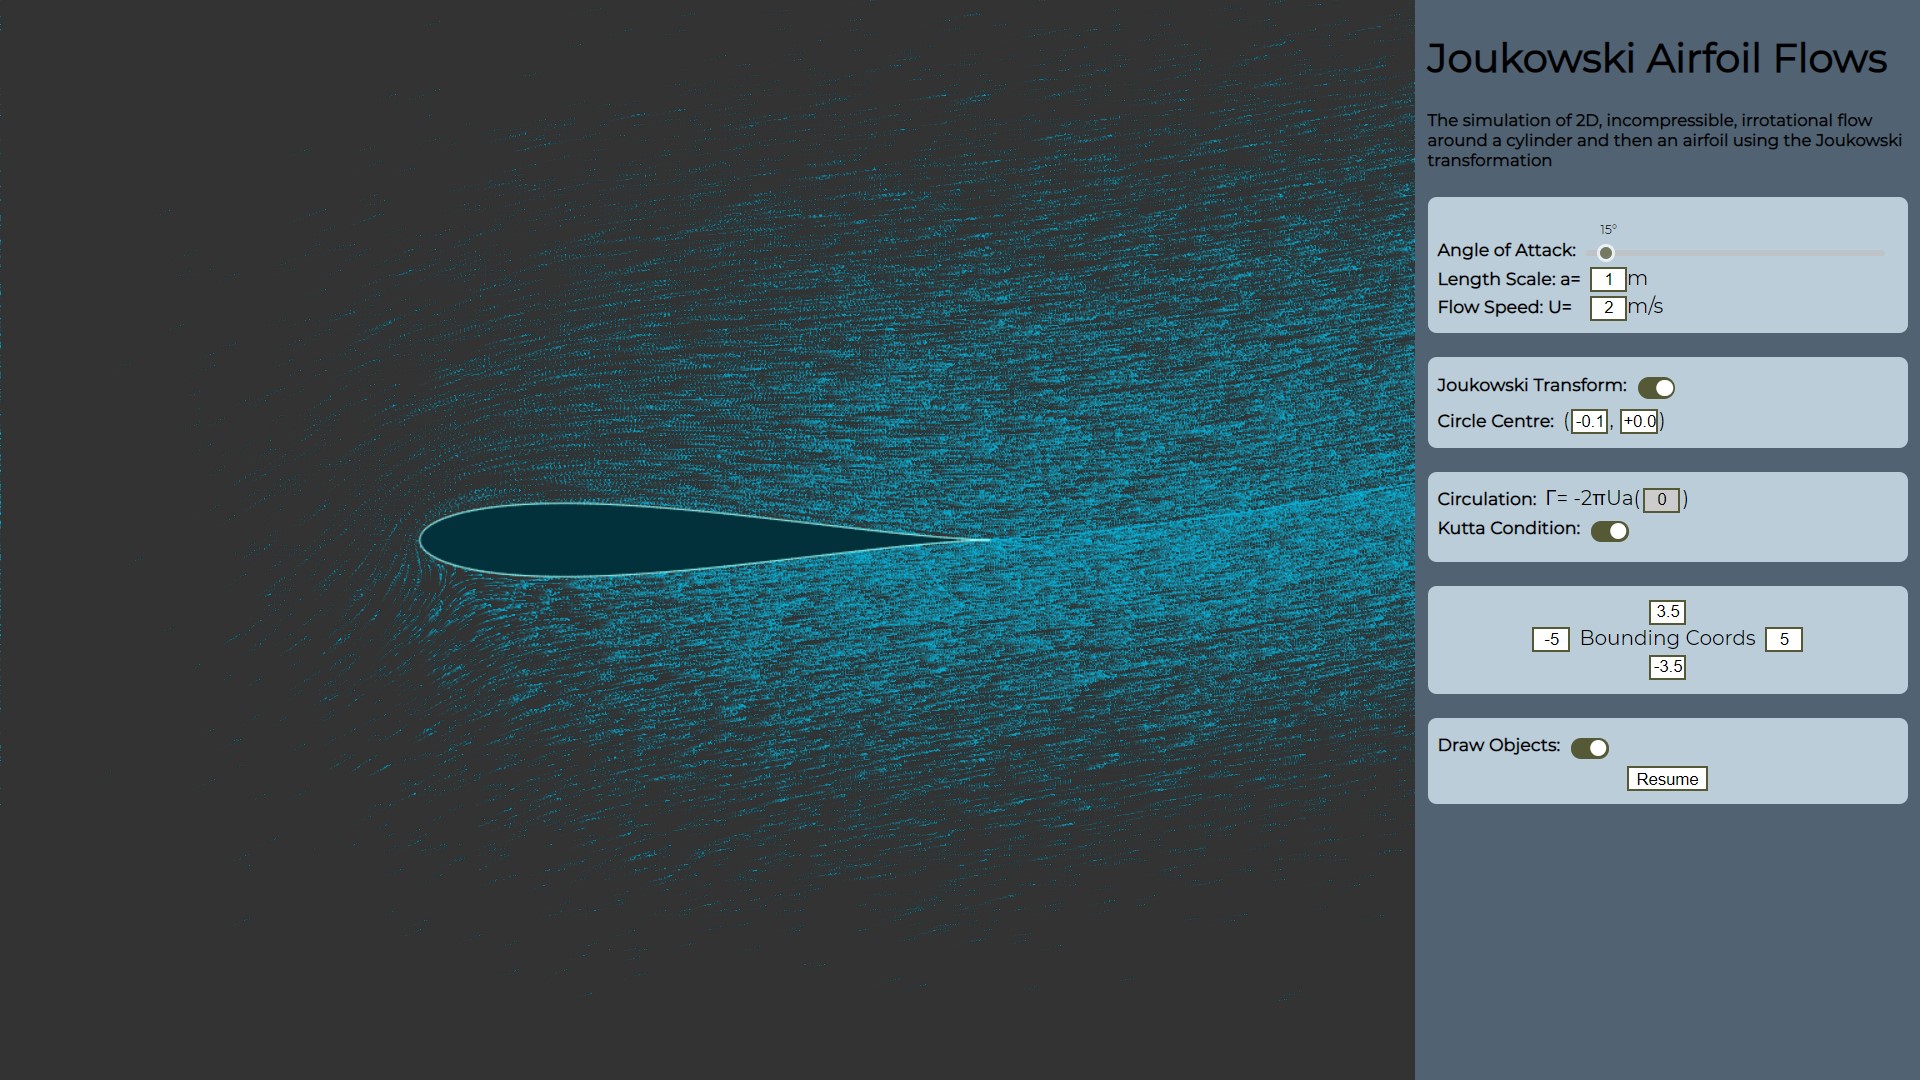 Joukowski Airfoil Flows
The simulation of 2D, incompressible, irrotational flow
around a cylinder and then an airfoil using the Joukowski
transformation
15°
Angle of Attack:
Length Scale: a= 1 m
Flow Speed: U= 2 m/s
Joukowski Transform:
Circle Centre: ( -0.1 , +0.0 )
Circulation: Γ= -2πUa( 0 )
Kutta Condition:
3.5
-5 Bounding Coords 5
-3.5
Draw Objects:
Resume